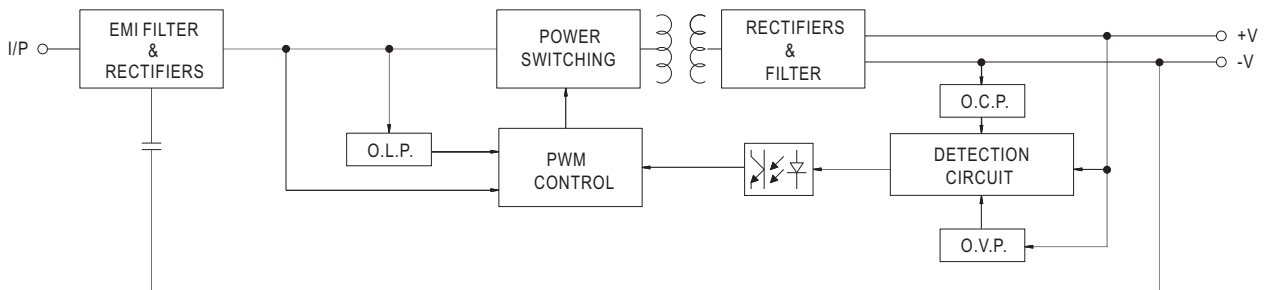 I/P
EMI FILTER
&
RECTIFIERS
POWER
SWITCHING
RECTIFIERS
&
FILTER
+V
-V
O.C.P.
O.L.P.
PWM
CONTROL
DETECTION
CIRCUIT
O.V.P.